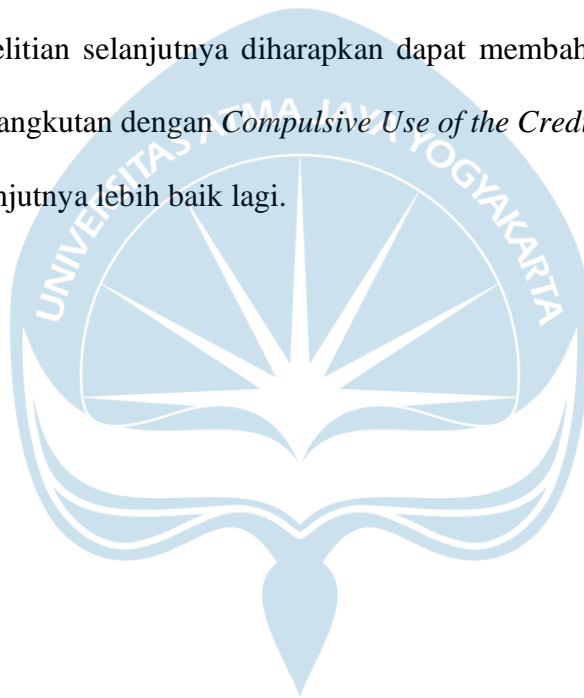 elitian selanjutnya diharapkan dapat membah
angkutan dengan Compulsive Use of the Credi
njutnya lebih baik lagi.
UNIVERSITAS ATMA JAYA YOGYAKARTA